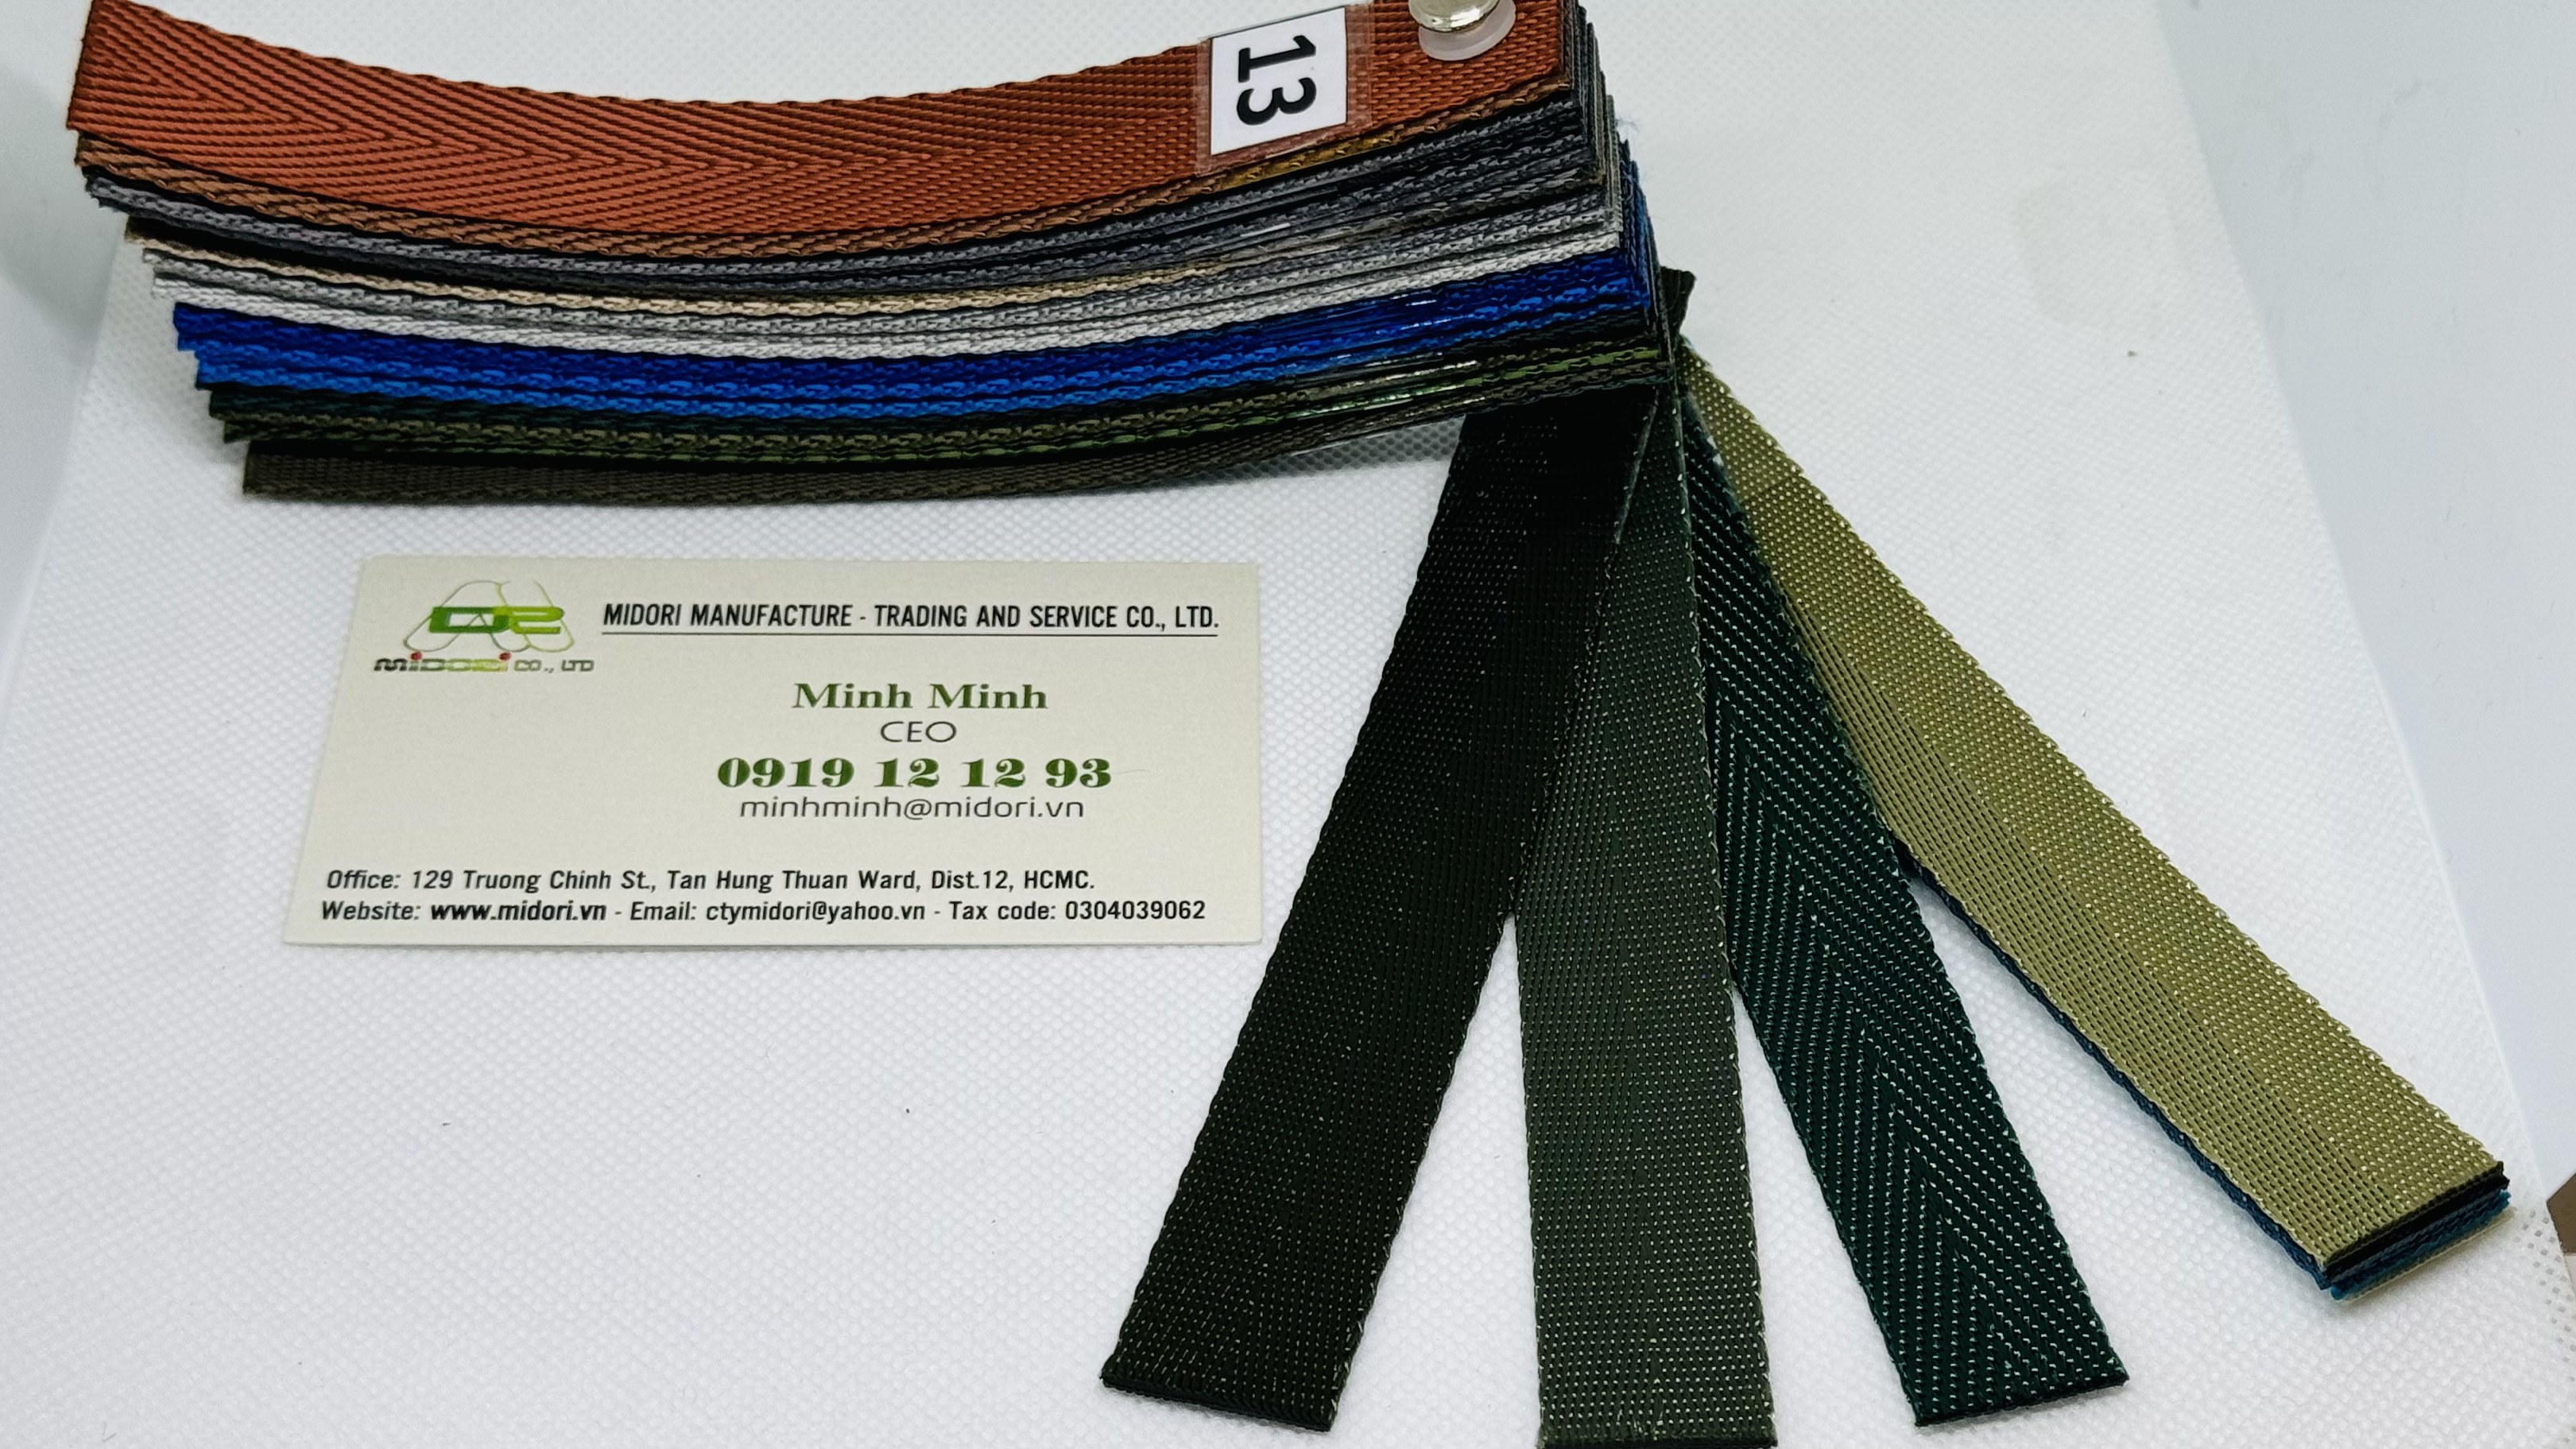 13
MIDORI CO., LTD
MIDORI MANUFACTURE - TRADING AND SERVICE CO., LTD.
Minh Minh
CEO
0919 12 12 93
minhminh@midori.vn
Office: 129 Truong Chinh St., Tan Hung Thuan Ward, Dist.12, HCMC.
Website: www.midori.vn - Email: ctymidori@yahoo.vn - Tax code: 0304039062